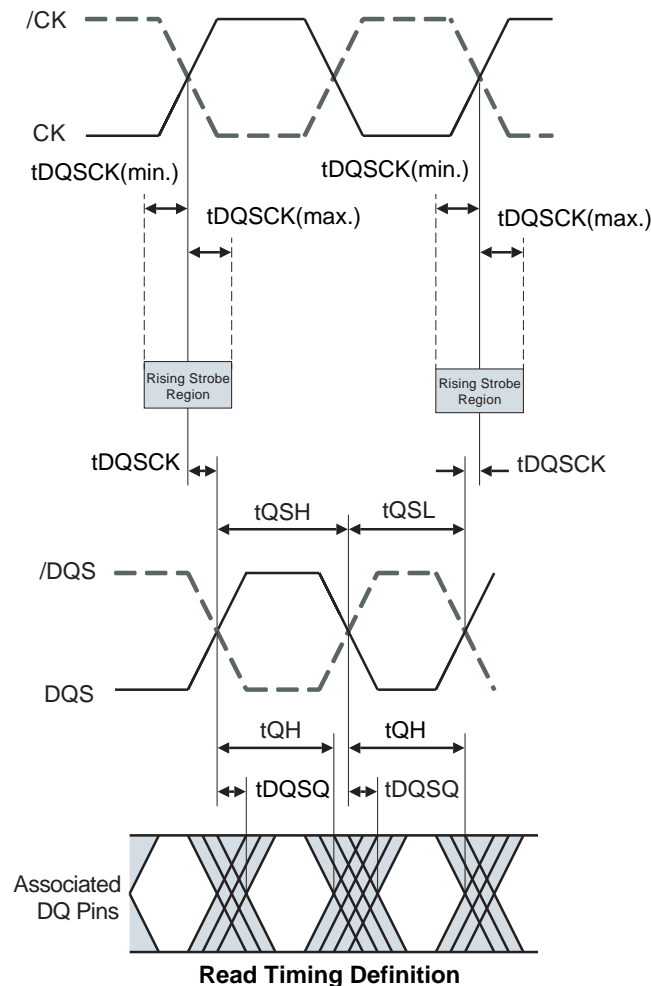 /CK
CK
tDQSCK(min.)
tDQSCK(min.)
tDQSCK(max.)
tDQSCK(max.)
Rising Strobe
Region
Rising Strobe
Region
tDQSCK
tDQSCK
tQSH
tQSL
/DQS
DQS
tQH
tQH
tDQSQ
tDQSQ
Associated
DQ Pins
Read Timing Definition